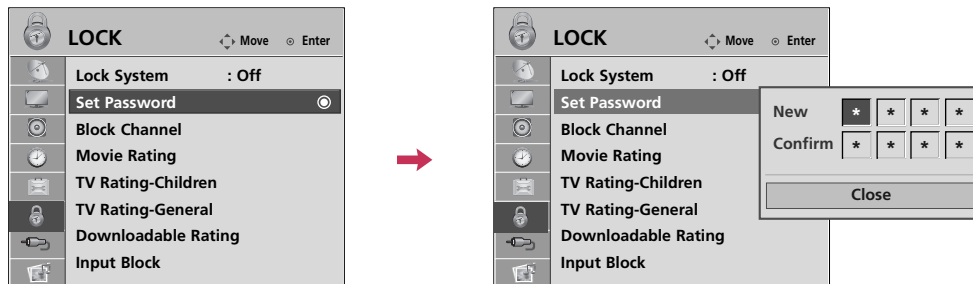 LOCK Move Enter
Lock System : Off
Set Password
Block Channel
Movie Rating
TV Rating-Children
TV Rating-General
Downloadable Rating
Input Block
LOCK Move Enter
Lock System : Off
Set Password
Block Channel
Movie Rating
TV Rating-Children
TV Rating-General
Downloadable Rating
Input Block
New * * * *
Confirm * * * *
Close